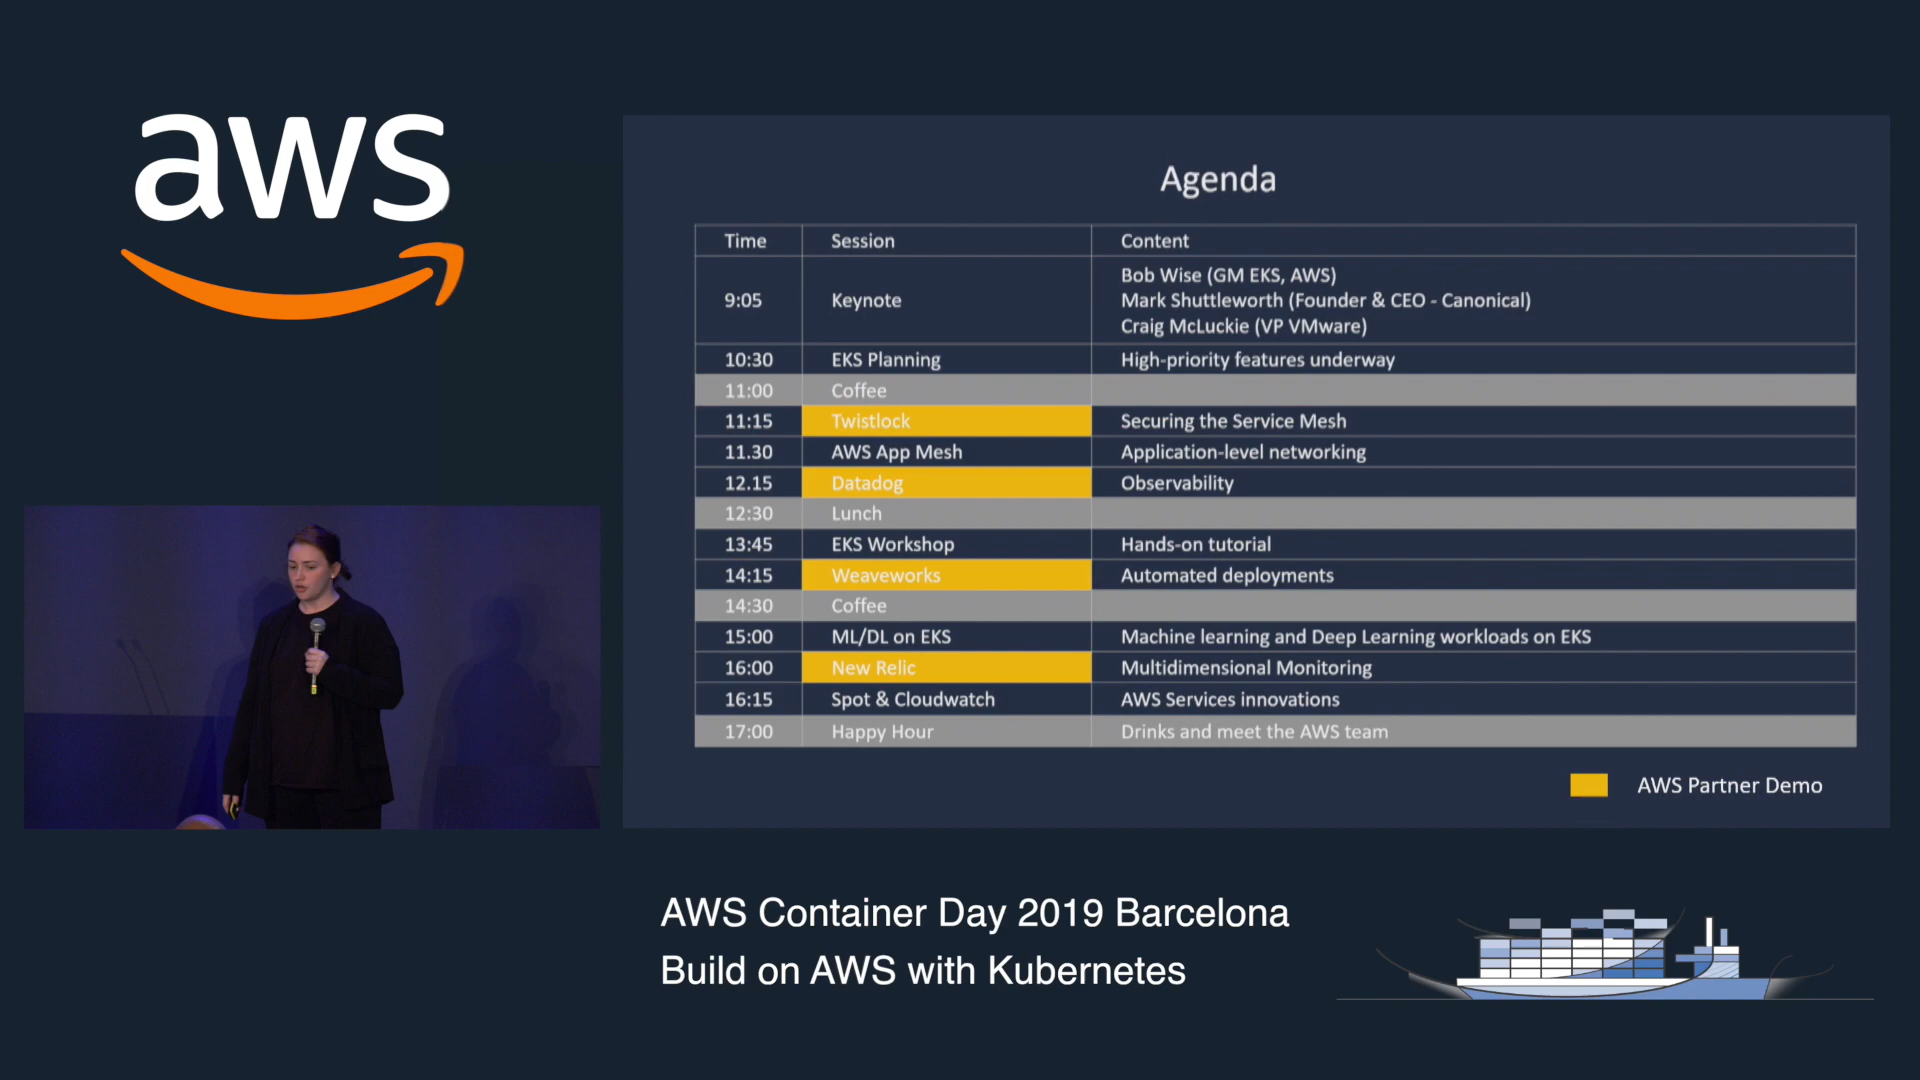 aws
Agenda
Time Session Content
9:05 Keynote Bob Wise (GM EKS, AWS)
Mark Shuttleworth (Founder & CEO - Canonical)
Craig McLuckie (VP VMware)
10:30 EKS Planning High-priority features underway
11:00 Coffee
11:15 Twistlock Securing the Service Mesh
11.30 AWS App Mesh Application-level networking
12.15 Datadog Observability
12:30 Lunch
13:45 EKS Workshop Hands-on tutorial
14:15 Weaveworks Automated deployments
14:30 Coffee
15:00 ML/DL on EKS Machine learning and Deep Learning workloads on EKS
16:00 New Relic Multidimensional Monitoring
16:15 Spot & Cloudwatch AWS Services innovations
17:00 Happy Hour Drinks and meet the AWS team
AWS Partner Demo
AWS Container Day 2019 Barcelona
Build on AWS with Kubernetes